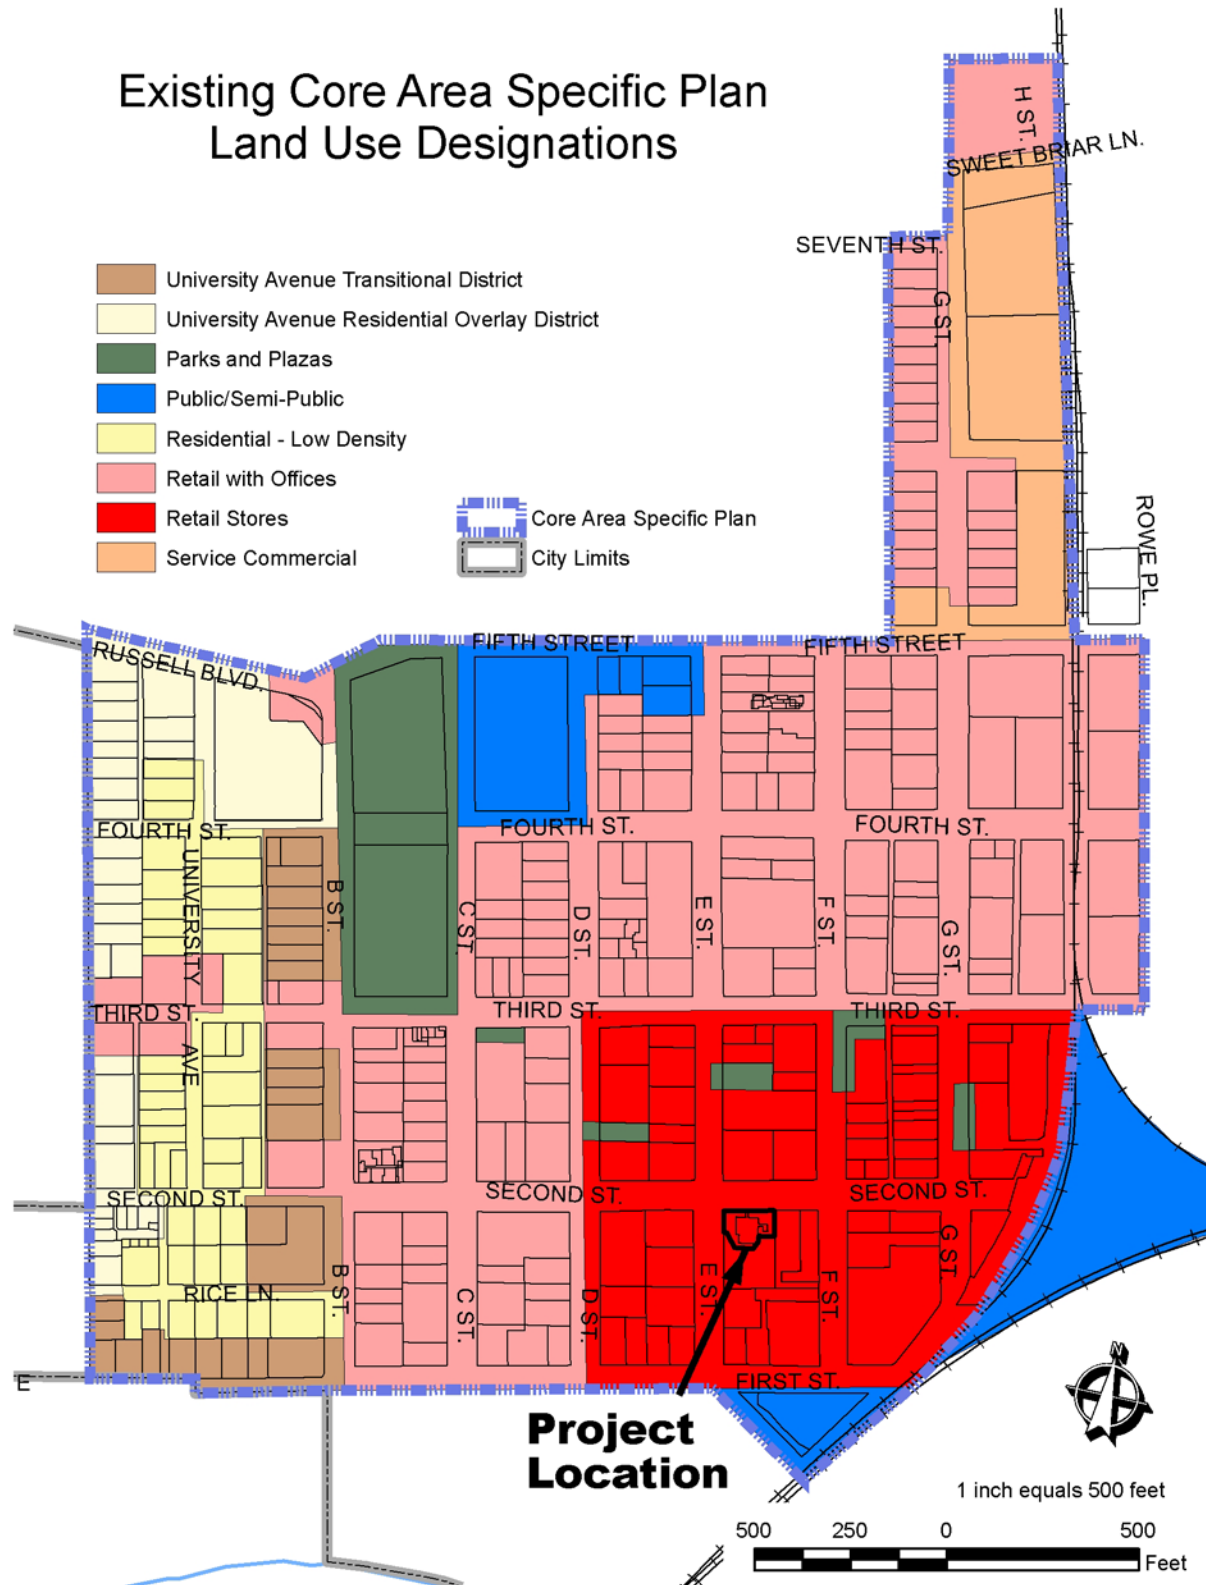 Existing Core Area Specific Plan
Land Use Designations
H ST.
SWEET BRIAR LN.
SEVENTH ST.
G ST.
University Avenue Transitional District
University Avenue Residential Overlay District
Parks and Plazas
Public/Semi-Public
Residential - Low Density
Retail with Offices
Retail Stores
Service Commercial
Core Area Specific Plan
City Limits
ROWE PL.
RUSSELL BLVD.
FIFTH STREET
FIFTH STREET
FOURTH ST.
FOURTH ST.
FOURTH ST.
UNIVERSITY
B ST.
C ST.
D ST.
E ST.
F ST.
G ST.
THIRD ST.
THIRD ST.
THIRD ST.
AVE
SECOND ST.
SECOND ST.
SECOND ST.
RICE LN.
B ST.
C ST.
D ST.
E ST.
F ST.
G ST.
E
FIRST ST.
Project
Location
N
1 inch equals 500 feet
500 250 0 500
Feet